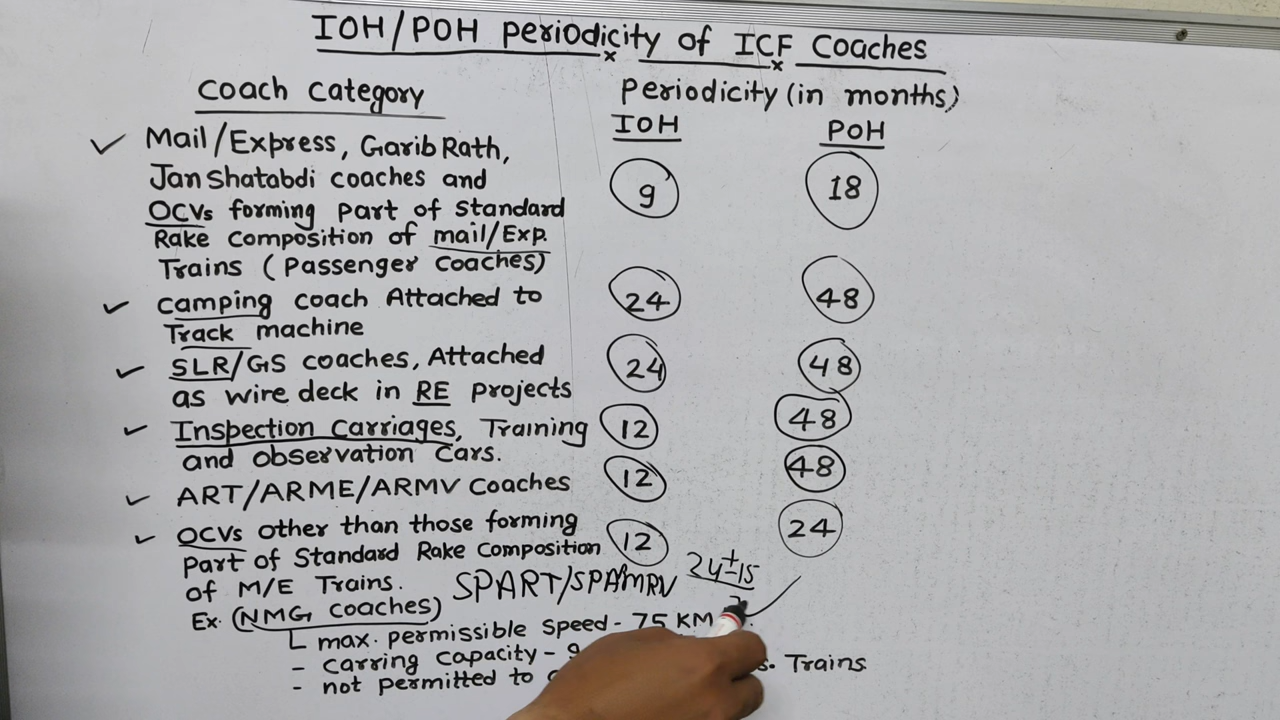 IOH/POH periodicity of ICF Coaches
Coach Category
Periodicity (in months)
IOH POH
Mail/Express, Garib Rath,
Jan Shatabdi coaches and
OCVs forming part of Standard
Rake Composition of mail/Exp.
Trains (Passenger Coaches)
9 18
Camping coach Attached to
Track machine
24 48
SLR/GS coaches, Attached
as wire deck in RE projects
24 48
Inspection Carriages, Training
and observation Cars.
12 48
ART/ARME/ARMV Coaches
12 48
OCVs other than those forming
Part of Standard Rake Composition
of M/E Trains.
12 24
SPART/SPARMRV 24±15
Ex. (NMG coaches)
max. permissible Speed - 75 KM
- carring capacity - 9
- not permitted to
Trains